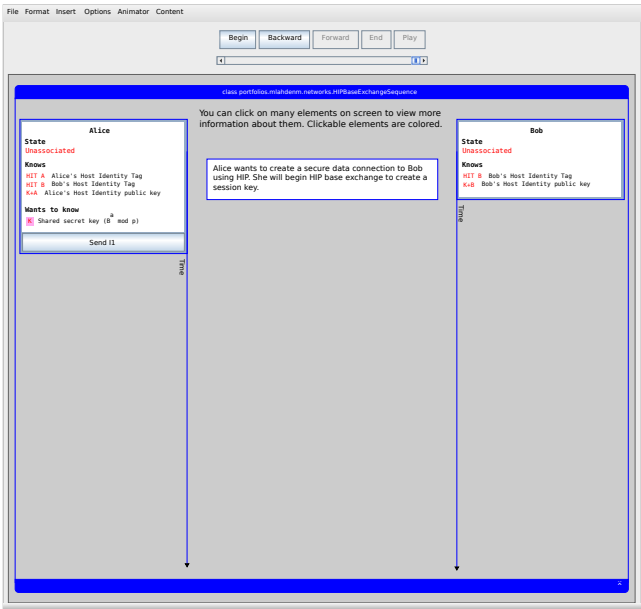 File Format Insert Options Animator Content
Begin Backward Forward End Play
class portfolios.mlahdenm.networks.HIPBaseExchangeSequence
You can click on many elements on screen to view more
information about them. Clickable elements are colored.
Alice
State
Unassociated
Knows
HIT A Alice's Host Identity Tag
HIT B Bob's Host Identity Tag
K+A Alice's Host Identity public key
Wants to know
K Shared secret key (B^a mod p)
Send I1
Time
Alice wants to create a secure data connection to Bob
using HIP. She will begin HIP base exchange to create a
session key.
Bob
State
Unassociated
Knows
HIT B Bob's Host Identity Tag
K+B Bob's Host Identity public key
Time